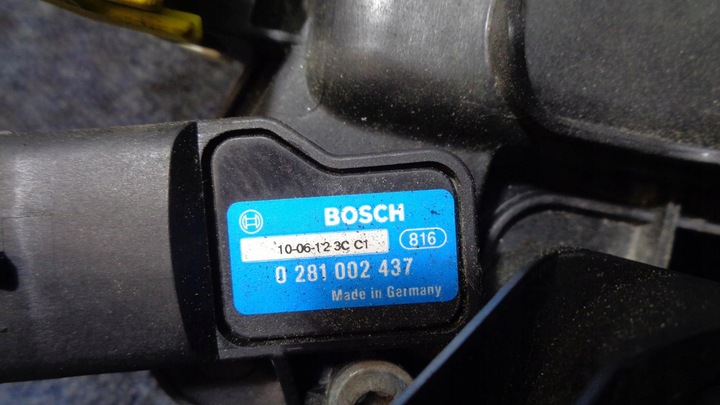 BOSCH
10-06-12 3C C1
816
0 281 002 437
Made in Germany